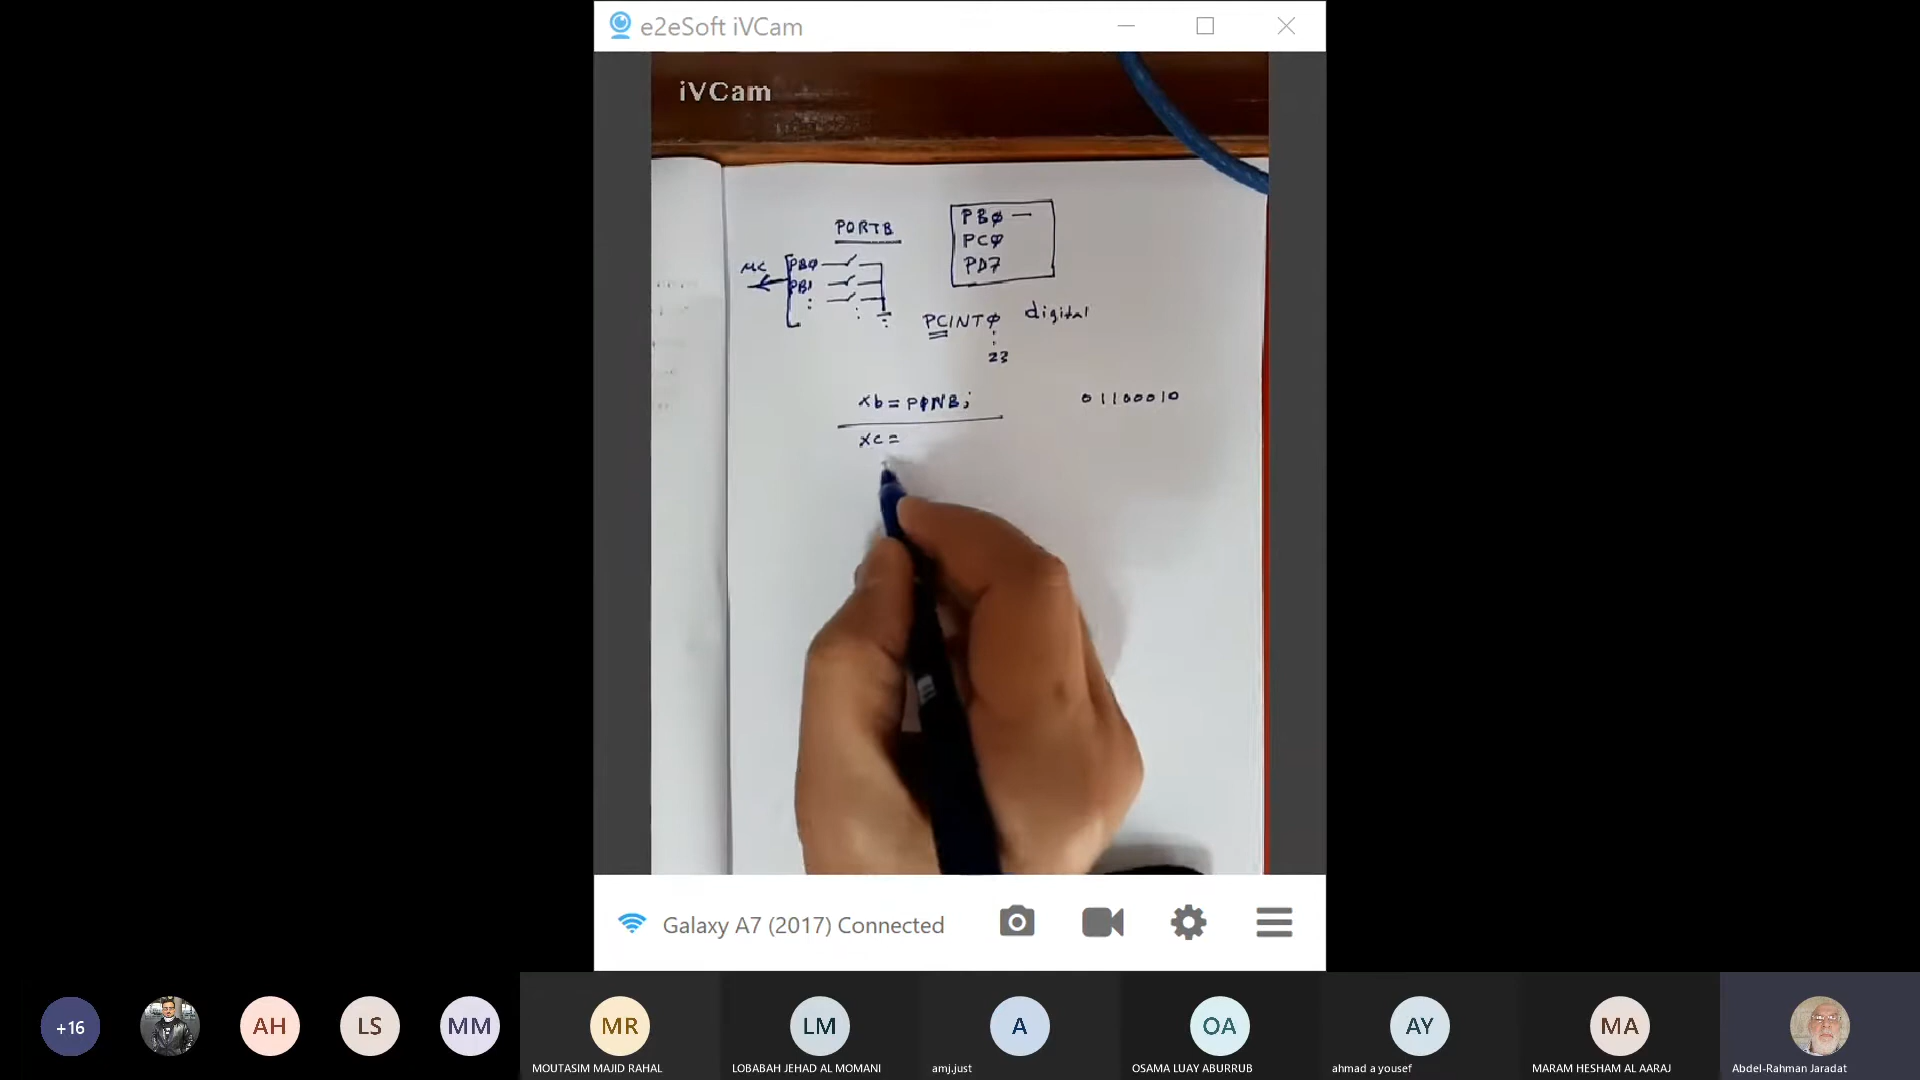 e2eSoft iVCam
iVCam
PORTB
PBØ —
PCØ
PD7
MC
PBØ
PB1
PCINTØ
digital
23
xb = PINB;
01100010
xc =
Galaxy A7 (2017) Connected
+16
AH
LS
MM
MR
LM
A
OA
AY
MA
MOUTASIM MAJID RAHAL
LOBABAH JEHAD AL MOMANI
amj.just
OSAMA LUAY ABURRUB
ahmad a yousef
MARAM HESHAM AL AARAJ
Abdel-Rahman Jaradat